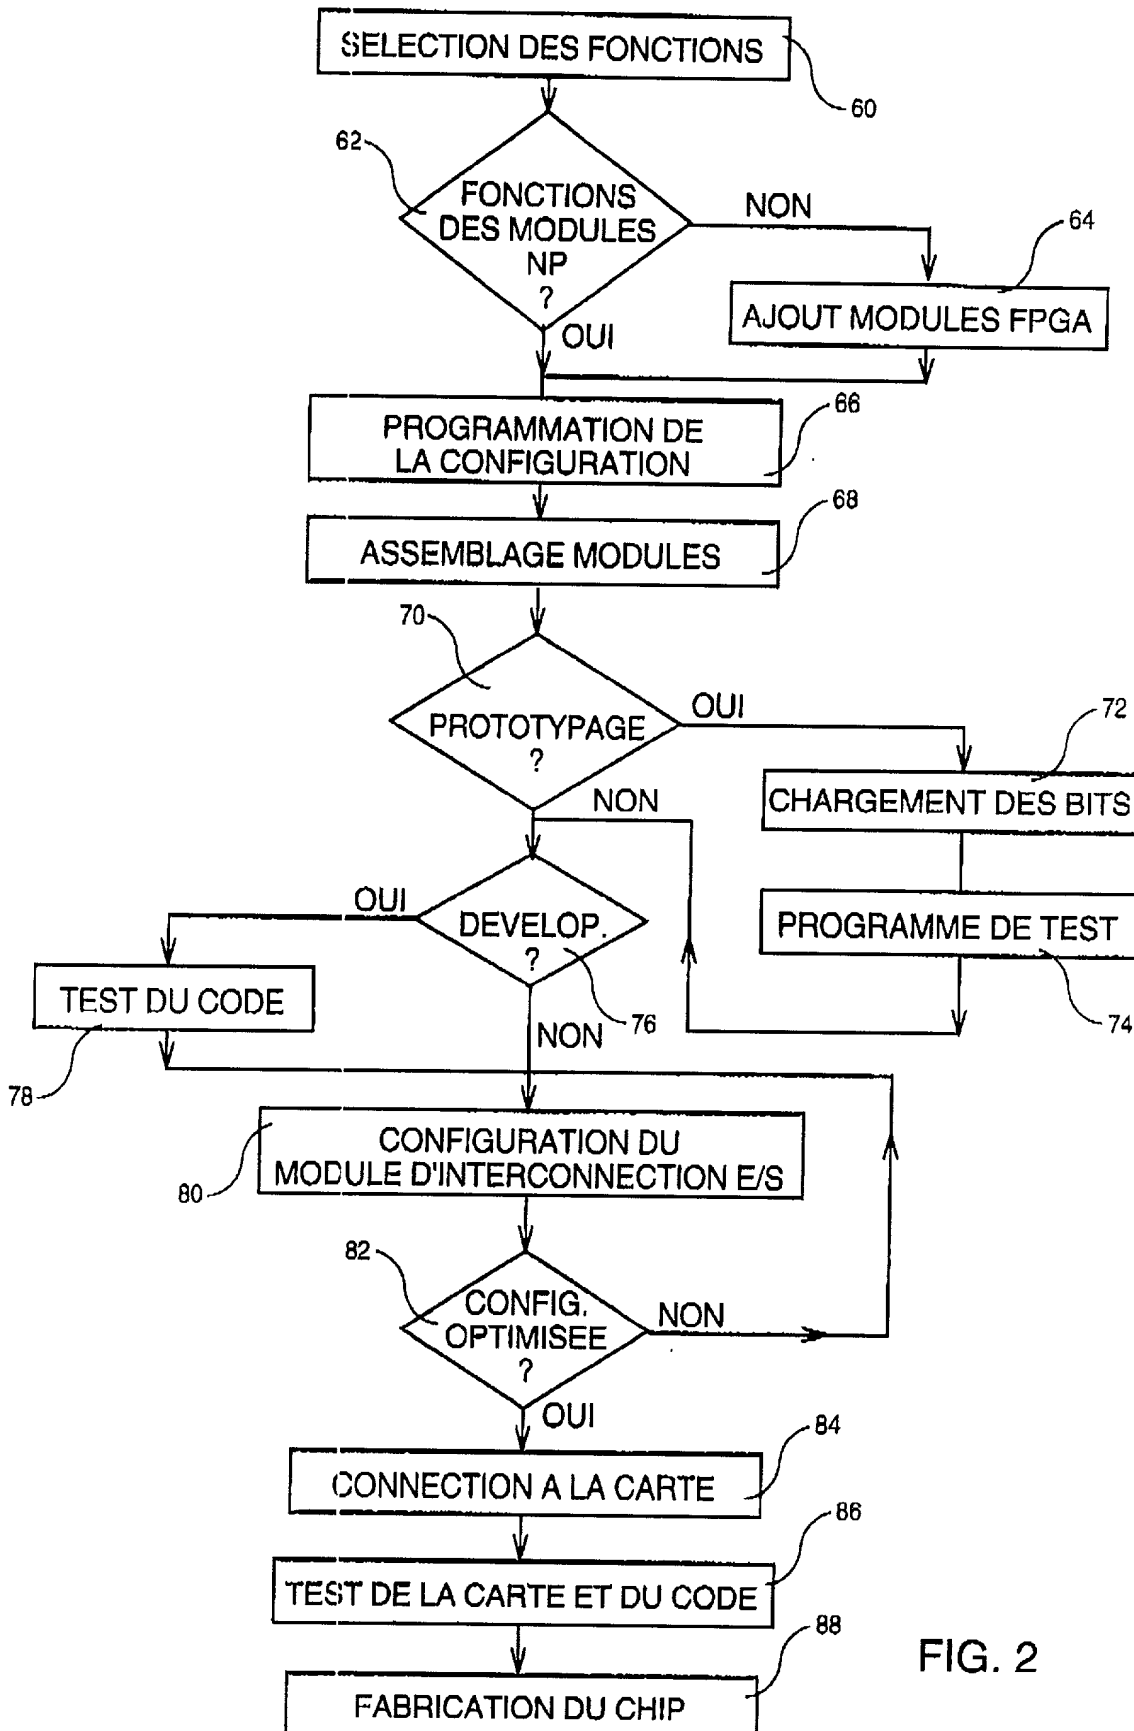 SELECTION DES FONCTIONS
60
62
FONCTIONS
DES MODULES
NP
?
NON
64
AJOUT MODULES FPGA
OUI
66
PROGRAMMATION DE
LA CONFIGURATION
68
ASSEMBLAGE MODULES
70
PROTOTYPAGE
?
OUI
72
CHARGEMENT DES BITS
NON
OUI
DEVELOP.
?
PROGRAMME DE TEST
TEST DU CODE
76
74
NON
78
CONFIGURATION DU
MODULE D'INTERCONNECTION E/S
80
82
CONFIG.
OPTIMISEE
?
NON
OUI
84
CONNECTION A LA CARTE
86
TEST DE LA CARTE ET DU CODE
88
FABRICATION DU CHIP
FIG. 2